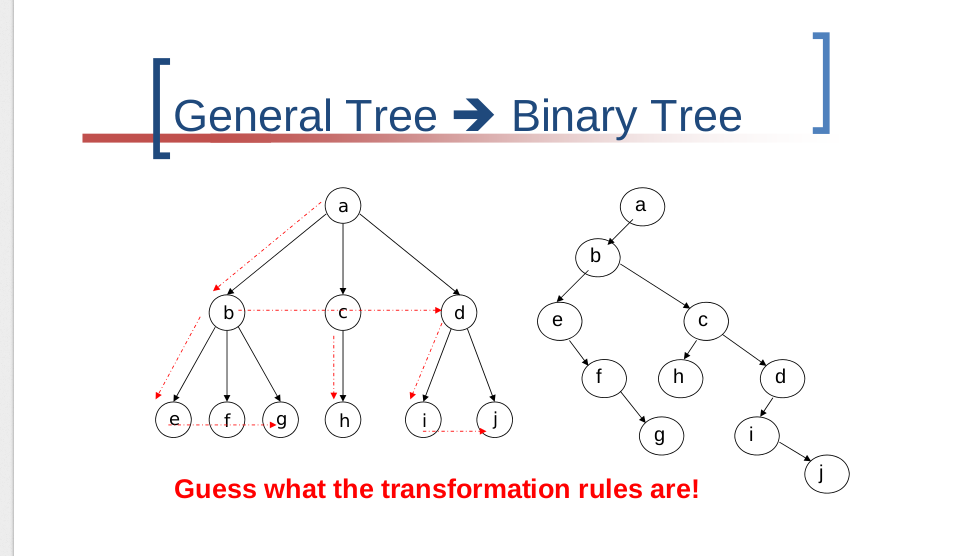 General Tree 🡲 Binary Tree
a
b c d
e f g h i j
a
b
e c
f h d
g i
j
Guess what the transformation rules are!